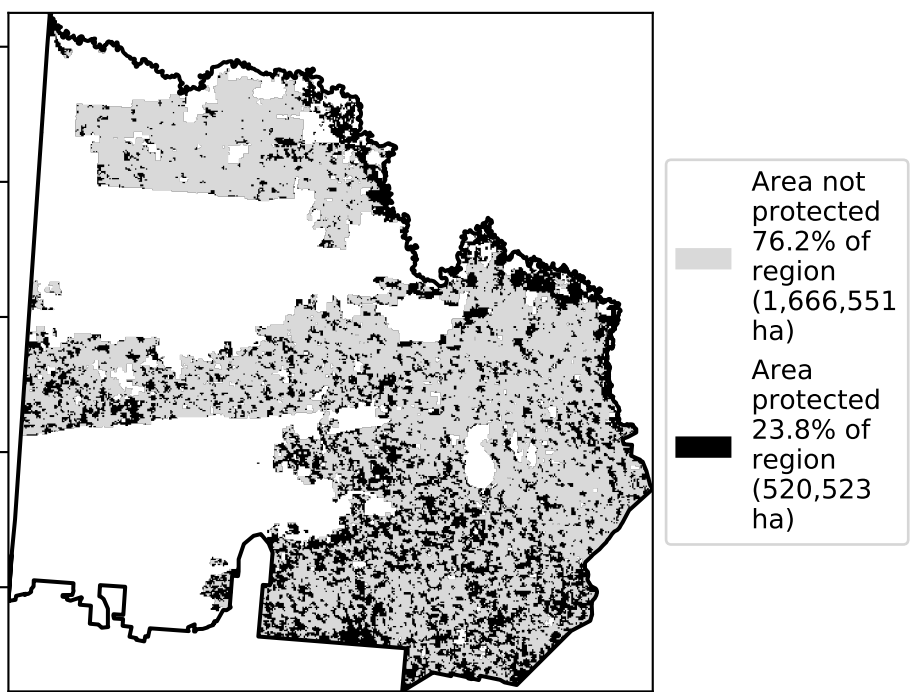 Area not
protected
76.2% of
region
(1,666,551
ha)
Area
protected
23.8% of
region
(520,523
ha)